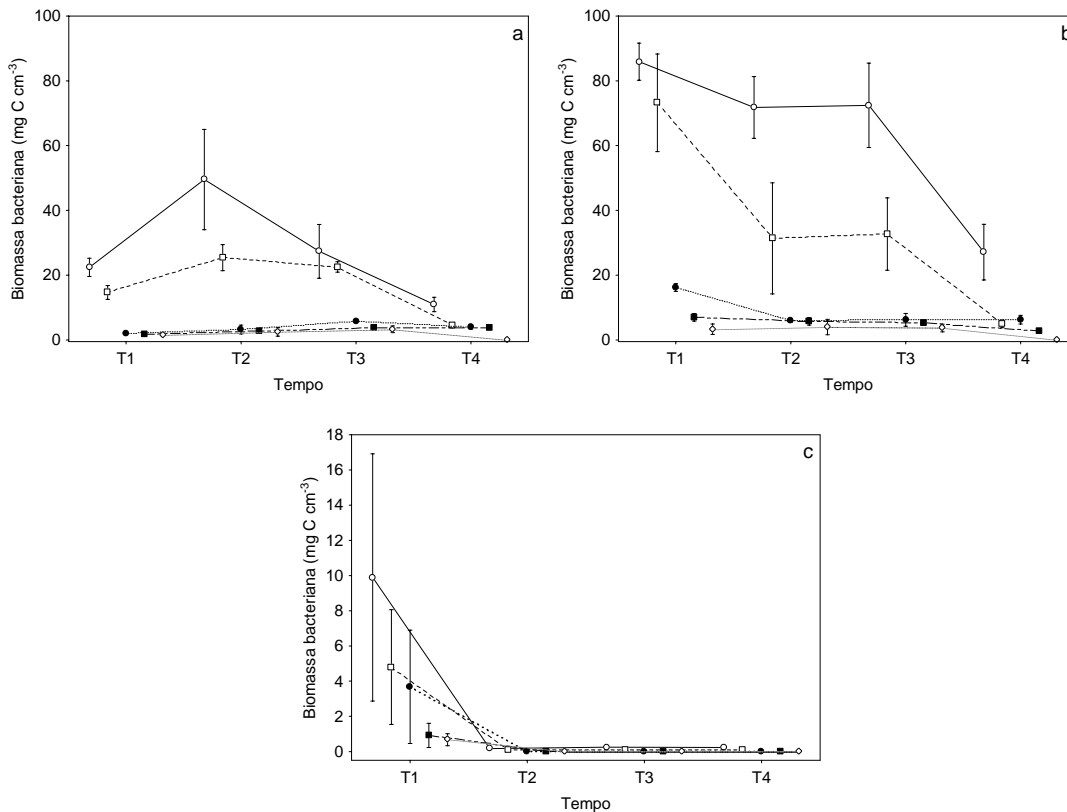 a
100
80
60
40
20
0
Biomassa bacteriana (mg C cm-3)
T1 T2 T3 T4
Tempo
b
100
80
60
40
20
0
Biomassa bacteriana (mg C cm-3)
T1 T2 T3 T4
Tempo
c
18
16
14
12
10
8
6
4
2
0
Biomassa bacteriana (mg C cm-3)
T1 T2 T3 T4
Tempo